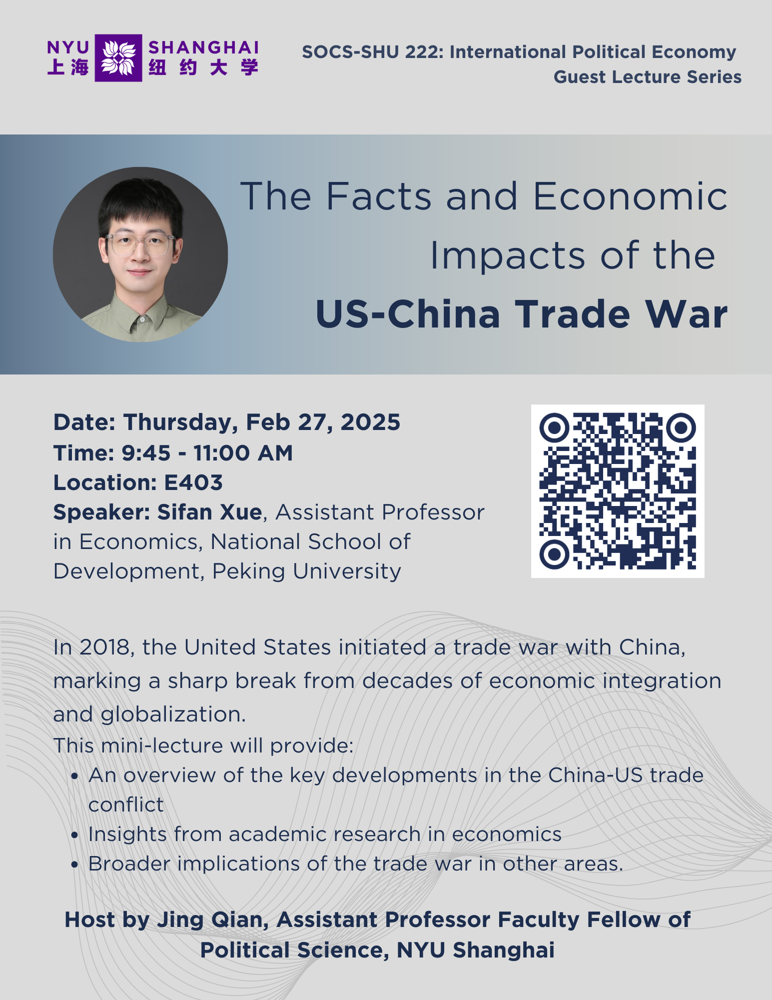 NYU SHANGHAI
上海 纽约大学
SOCS-SHU 222: International Political Economy
Guest Lecture Series
The Facts and Economic
Impacts of the
US-China Trade War
Date: Thursday, Feb 27, 2025
Time: 9:45 - 11:00 AM
Location: E403
Speaker: Sifan Xue, Assistant Professor
in Economics, National School of
Development, Peking University
In 2018, the United States initiated a trade war with China,
marking a sharp break from decades of economic integration
and globalization.
This mini-lecture will provide:
• An overview of the key developments in the China-US trade
conflict
• Insights from academic research in economics
• Broader implications of the trade war in other areas.
Host by Jing Qian, Assistant Professor Faculty Fellow of
Political Science, NYU Shanghai